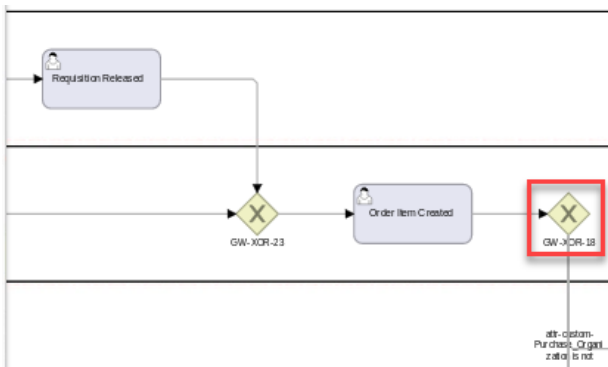 Requisition Released
Order Item Created
GW-XOR-23
GW-XOR-18
attr-custom-
Purchase_Organi
zation is not